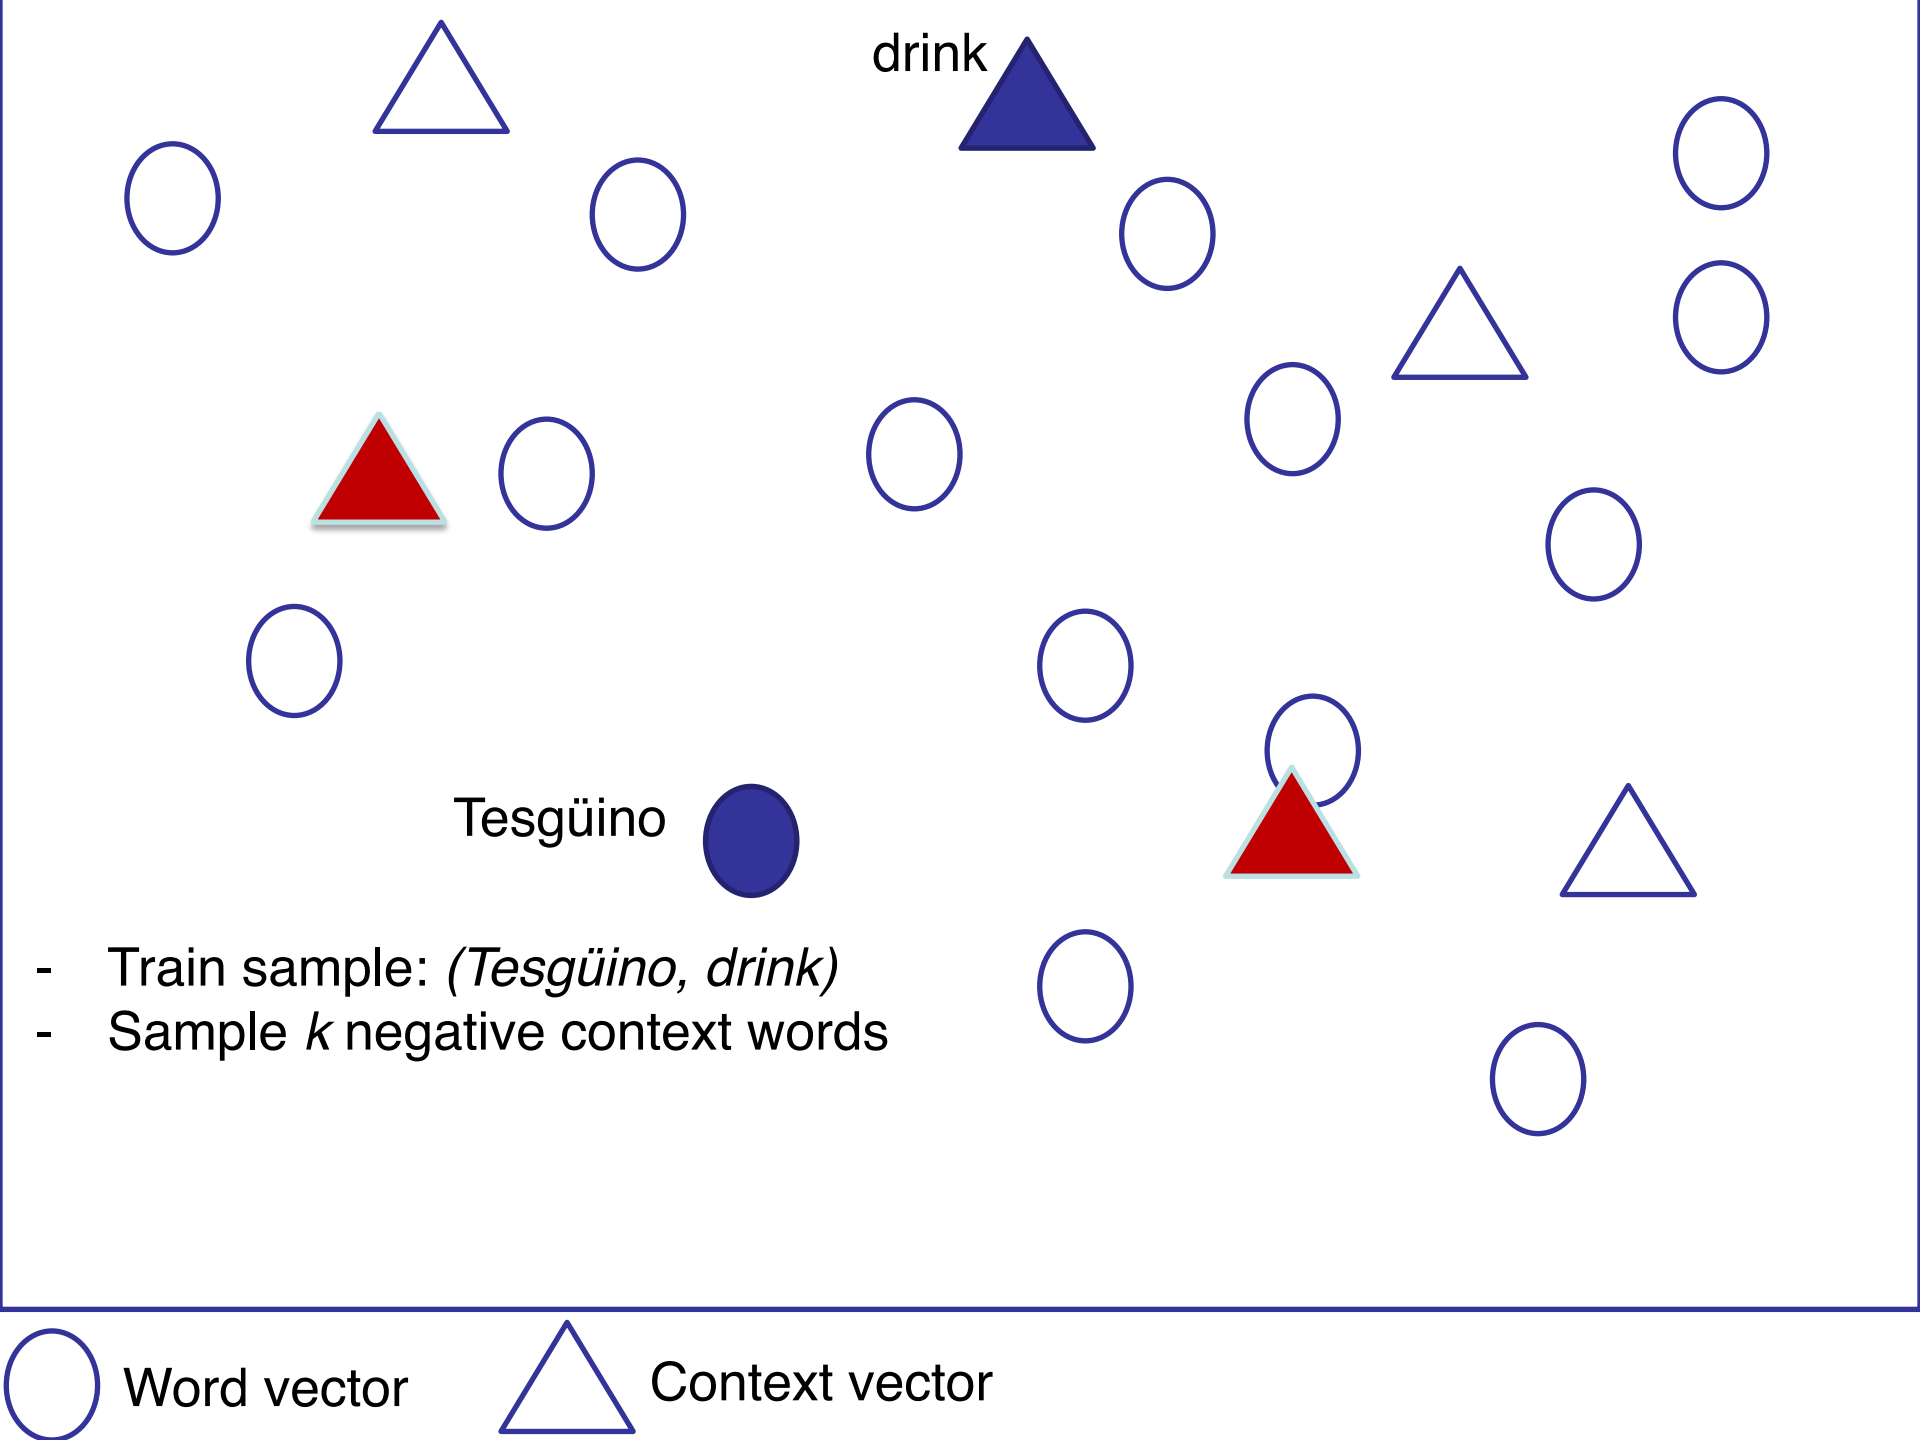 drink
Tesgüino
- Train sample: (Tesgüino, drink)
- Sample k negative context words
Word vector
Context vector